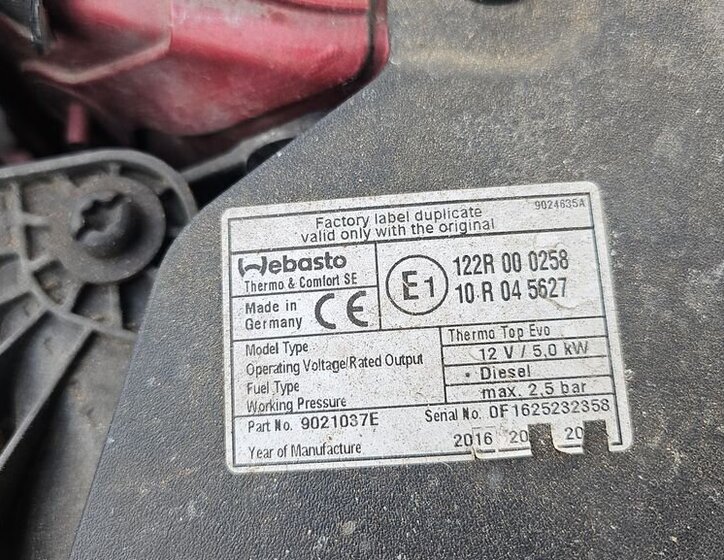 Factory label duplicate
valid only with the original
9024635A
Webasto
Thermo & Comfort SE
Made in
Germany
CE
E1
122R 00 0258
10 R 04 5627
Model Type Thermo Top Evo
Operating Voltage/Rated Output 12 V / 5,0 kW
Fuel Type • Diesel
Working Pressure max. 2,5 bar
Part No. 9021037E Serial No. OF 1625232358
Year of Manufacture 2016 20 20